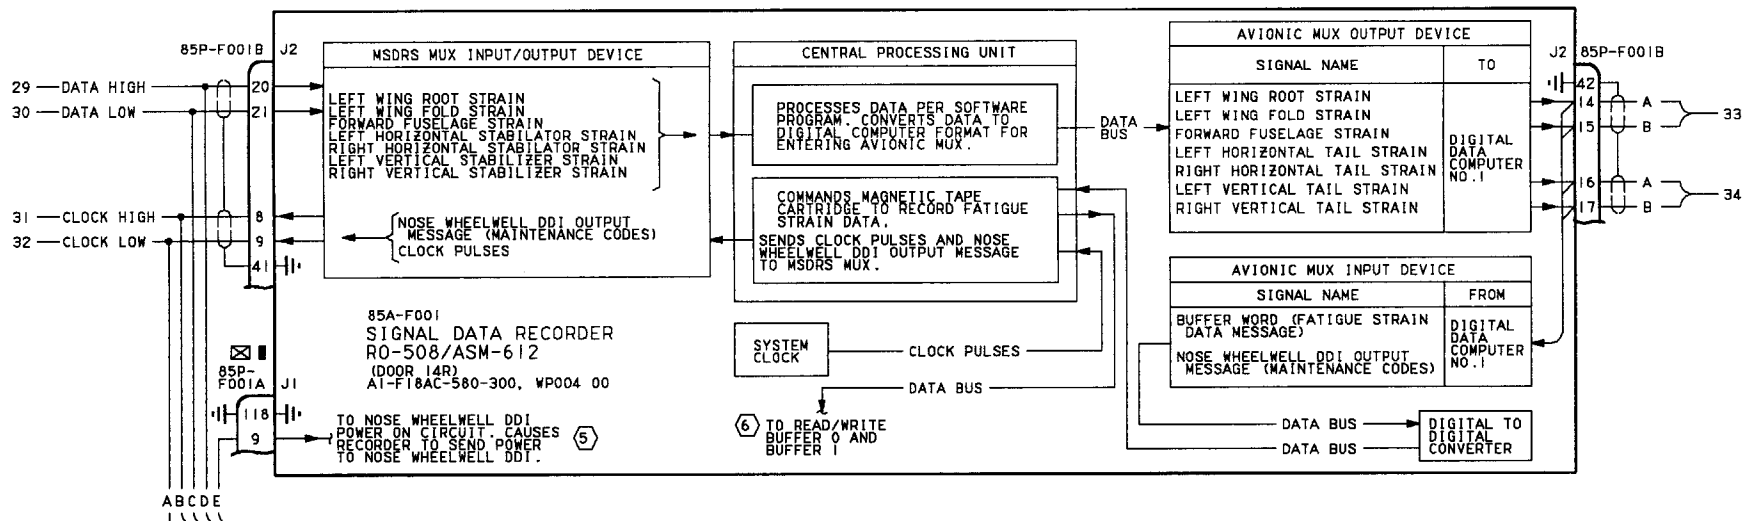 85P-F001B J2
29 DATA HIGH 20
30 DATA LOW 21
31 CLOCK HIGH 8
32 CLOCK LOW 9
41
MSDRS MUX INPUT/OUTPUT DEVICE
LEFT WING ROOT STRAIN
LEFT WING FOLD STRAIN
FORWARD FUSELAGE STRAIN
LEFT HORIZONTAL STABILATOR STRAIN
RIGHT HORIZONTAL STABILATOR STRAIN
LEFT VERTICAL STABILIZER STRAIN
RIGHT VERTICAL STABILIZER STRAIN
NOSE WHEELWELL DDI OUTPUT
MESSAGE (MAINTENANCE CODES)
CLOCK PULSES
CENTRAL PROCESSING UNIT
PROCESSES DATA PER SOFTWARE
PROGRAM. CONVERTS DATA TO
DIGITAL COMPUTER FORMAT FOR
ENTERING AVIONIC MUX.
COMMANDS MAGNETIC TAPE
CARTRIDGE TO RECORD FATIGUE
STRAIN DATA.
SENDS CLOCK PULSES AND NOSE
WHEELWELL DDI OUTPUT MESSAGE
TO MSDRS MUX.
DATA
BUS
AVIONIC MUX OUTPUT DEVICE
SIGNAL NAME TO
LEFT WING ROOT STRAIN
LEFT WING FOLD STRAIN
FORWARD FUSELAGE STRAIN
LEFT HORIZONTAL TAIL STRAIN
RIGHT HORIZONTAL TAIL STRAIN
LEFT VERTICAL TAIL STRAIN
RIGHT VERTICAL TAIL STRAIN
DIGITAL
DATA
COMPUTER
NO.1
J2 85P-F001B
42
14 A
15 B
33
16 A
17 B
34
AVIONIC MUX INPUT DEVICE
SIGNAL NAME FROM
BUFFER WORD (FATIGUE STRAIN
DATA MESSAGE)
NOSE WHEELWELL DDI OUTPUT
MESSAGE (MAINTENANCE CODES)
DIGITAL
DATA
COMPUTER
NO.1
85A-F001
SIGNAL DATA RECORDER
RO-508/ASM-612
(DOOR 14R)
A1-F18AC-580-300, WP004 00
SYSTEM
CLOCK
CLOCK PULSES
DATA BUS
6 TO READ/WRITE
BUFFER 0 AND
BUFFER 1
85P-
F001A J1
118
9
TO NOSE WHEELWELL DDI
POWER ON CIRCUIT. CAUSES
RECORDER TO SEND POWER
TO NOSE WHEELWELL DDI.
5
DATA BUS
DATA BUS
DIGITAL TO
DIGITAL
CONVERTER
A B C D E